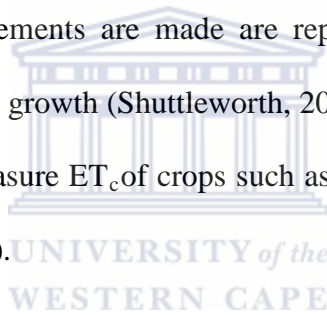 ements are made are rep
growth (Shuttleworth, 20
asure ETc of crops such as
).
UNIVERSITY of the
WESTERN CAPE